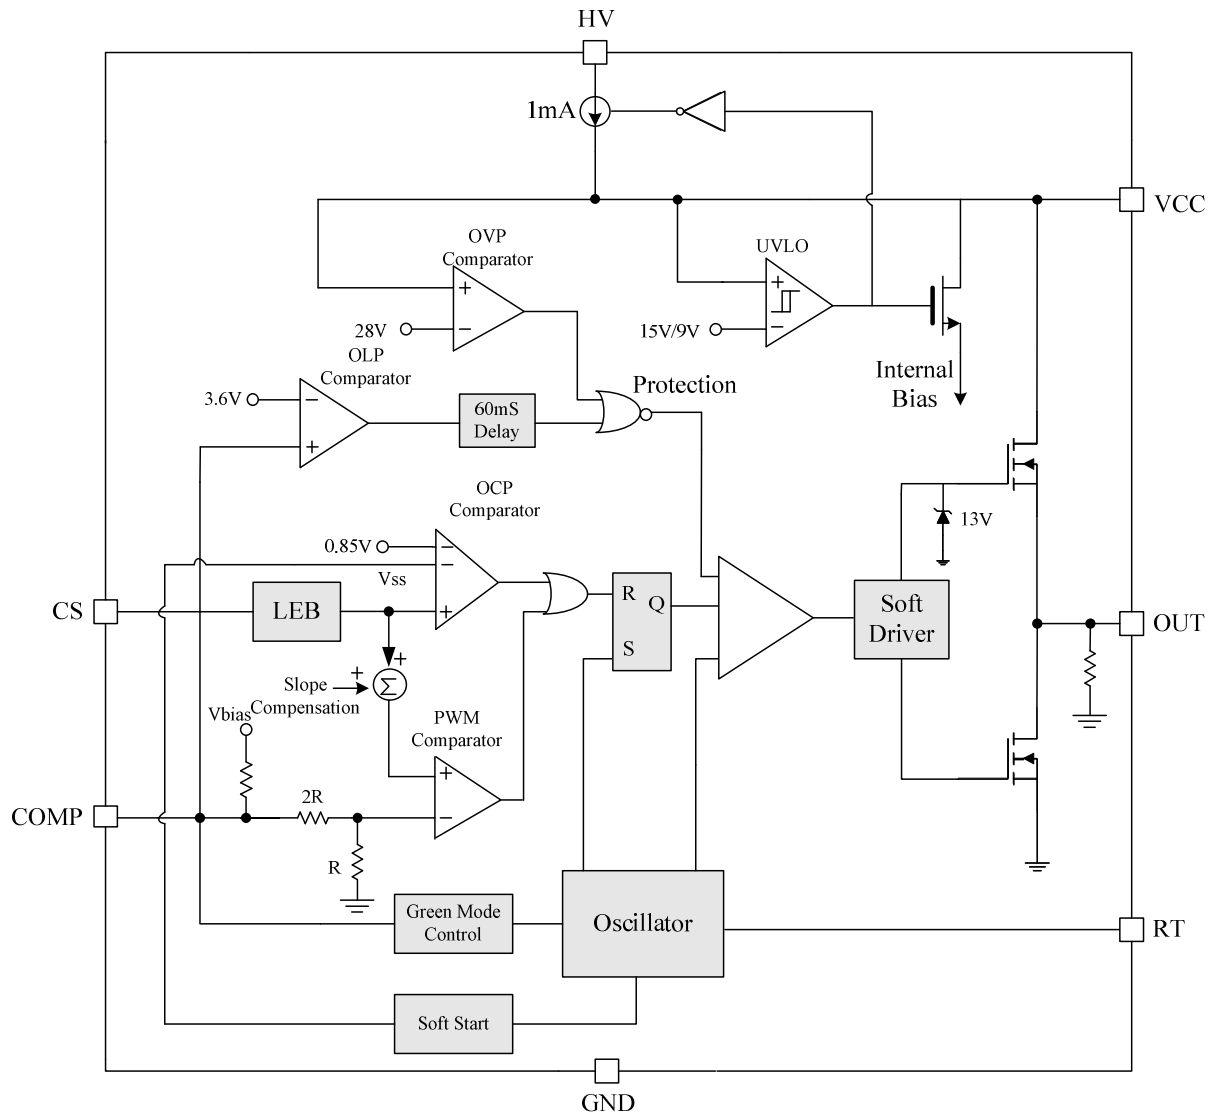 HV
1mA
VCC
OVP
Comparator
+
28V
−
UVLO
+
15V/9V
−
OLP
Comparator
3.6V
−
+
60mS
Delay
Protection
Internal
Bias
OCP
Comparator
0.85V
−
−
Vss
+
13V
CS
LEB
R
Q
S
Soft
Driver
OUT
+
+
Σ
Slope
Compensation
Vbias
PWM
Comparator
+
−
COMP
2R
R
Green Mode
Control
Oscillator
RT
Soft Start
GND